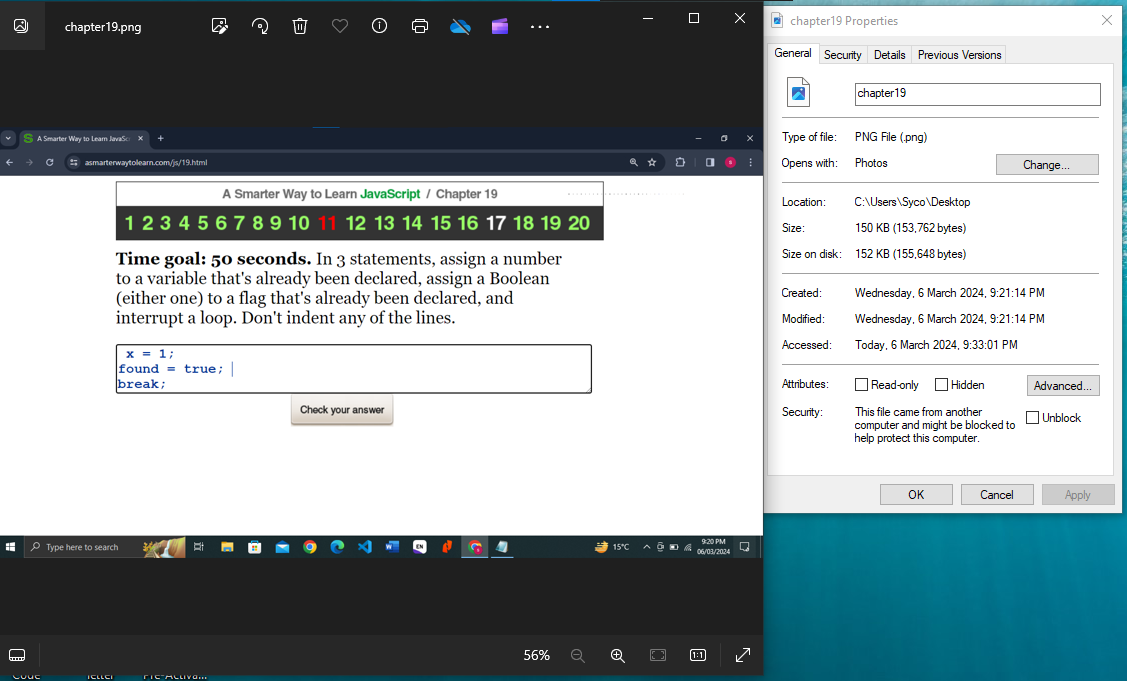 chapter19.png
A Smarter Way to Learn JavaSc
asmarterwaytolearn.com/js/19.html
A Smarter Way to Learn JavaScript / Chapter 19
1 2 3 4 5 6 7 8 9 10 11 12 13 14 15 16 17 18 19 20
Time goal: 50 seconds. In 3 statements, assign a number
to a variable that's already been declared, assign a Boolean
(either one) to a flag that's already been declared, and
interrupt a loop. Don't indent any of the lines.
x = 1;
found = true;
break;
Check your answer
Type here to search
EN
15°C
9:20 PM
06/03/2024
56%
1:1
chapter19 Properties
General Security Details Previous Versions
chapter19
Type of file: PNG File (.png)
Opens with: Photos Change...
Location: C:\Users\Syco\Desktop
Size: 150 KB (153,762 bytes)
Size on disk: 152 KB (155,648 bytes)
Created: Wednesday, 6 March 2024, 9:21:14 PM
Modified: Wednesday, 6 March 2024, 9:21:14 PM
Accessed: Today, 6 March 2024, 9:33:01 PM
Attributes: Read-only Hidden Advanced...
Security: This file came from another
computer and might be blocked to
help protect this computer.
Unblock
OK Cancel Apply